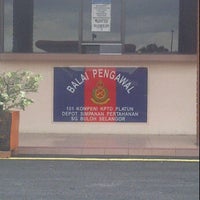 BALAI PENGAWAL
101 KOMPENI KPTD PLATUN
DEPOT SIMPANAN PERTAHANAN
SG BULOH SELANGOR